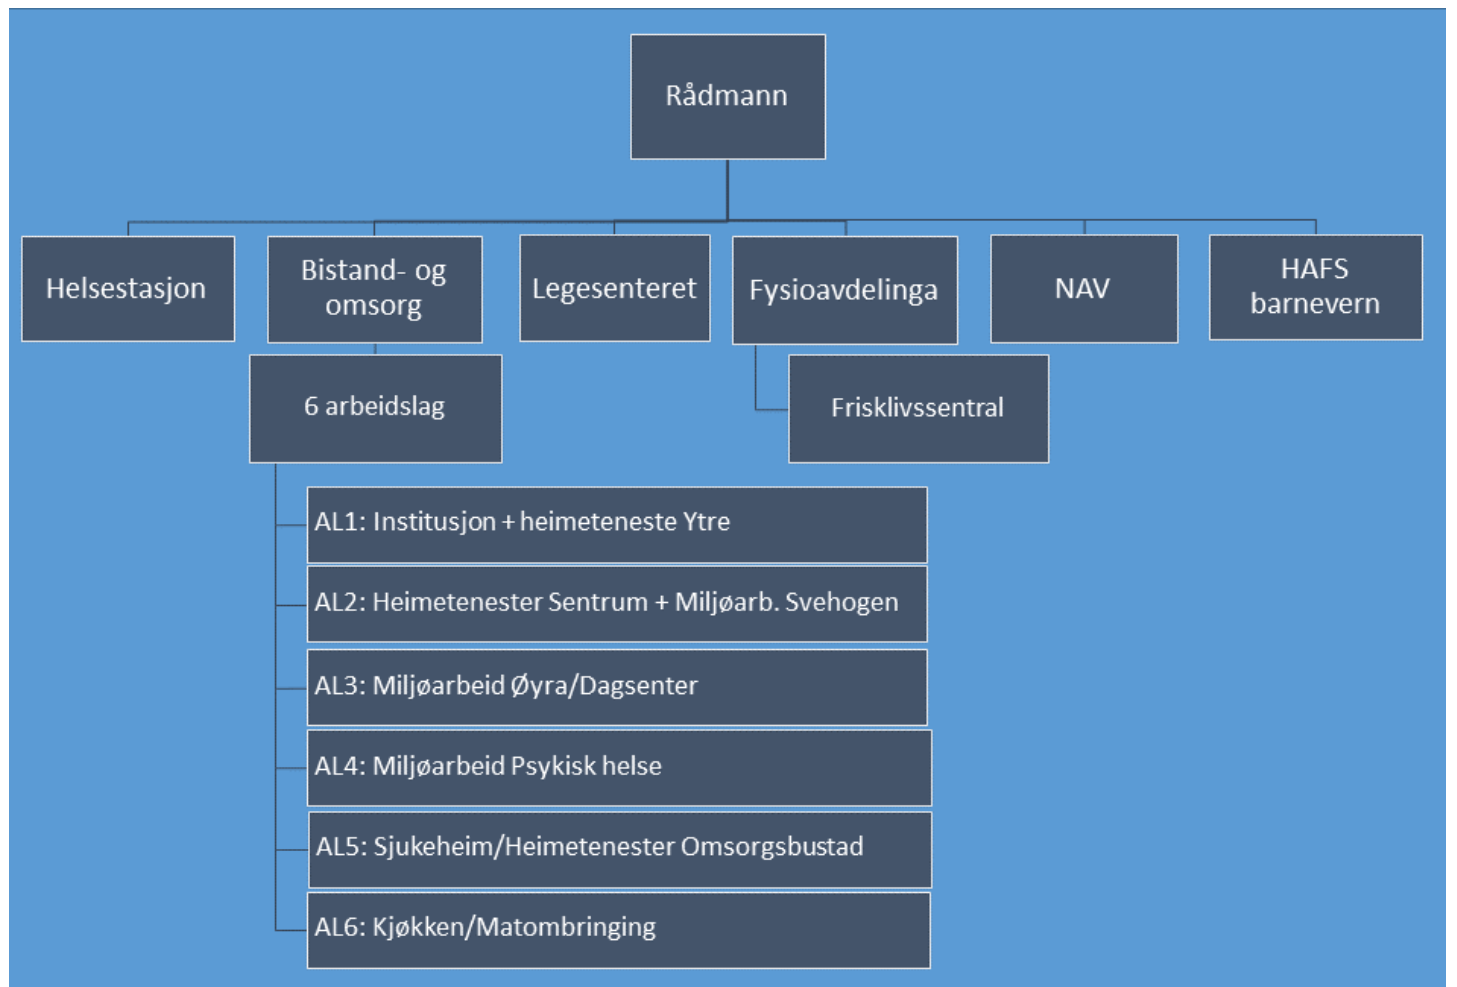 Rådmann
Helsestasjon
Bistand- og
omsorg
Legesenteret
Fysioavdelinga
NAV
HAFS
barnevern
6 arbeidslag
Frisklivssentral
AL1: Institusjon + heimeteneste Ytre
AL2: Heimetenester Sentrum + Miljøarb. Svehogen
AL3: Miljøarbeid Øyra/Dagsenter
AL4: Miljøarbeid Psykisk helse
AL5: Sjukeheim/Heimetenester Omsorgsbustad
AL6: Kjøkken/Matombringing